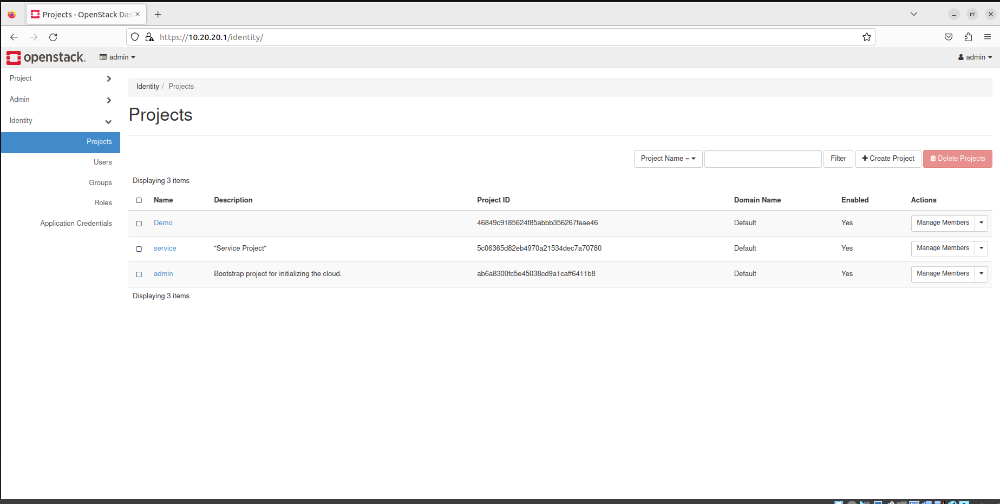 Projects - OpenStack Das
https://10.20.20.1/identity/
openstack. admin admin
Project
Admin
Identity
Projects
Users
Groups
Roles
Application Credentials
Identity / Projects
Projects
Project Name = Filter Create Project Delete Projects
Displaying 3 items
Name Description Project ID Domain Name Enabled Actions
Demo 46849c9185624f85abbb356267feae46 Default Yes Manage Members
service "Service Project" 5c06365d82eb4970a21534dec7a70780 Default Yes Manage Members
admin Bootstrap project for initializing the cloud. ab6a8300fc5e45038cd9a1caff6411b8 Default Yes Manage Members
Displaying 3 items